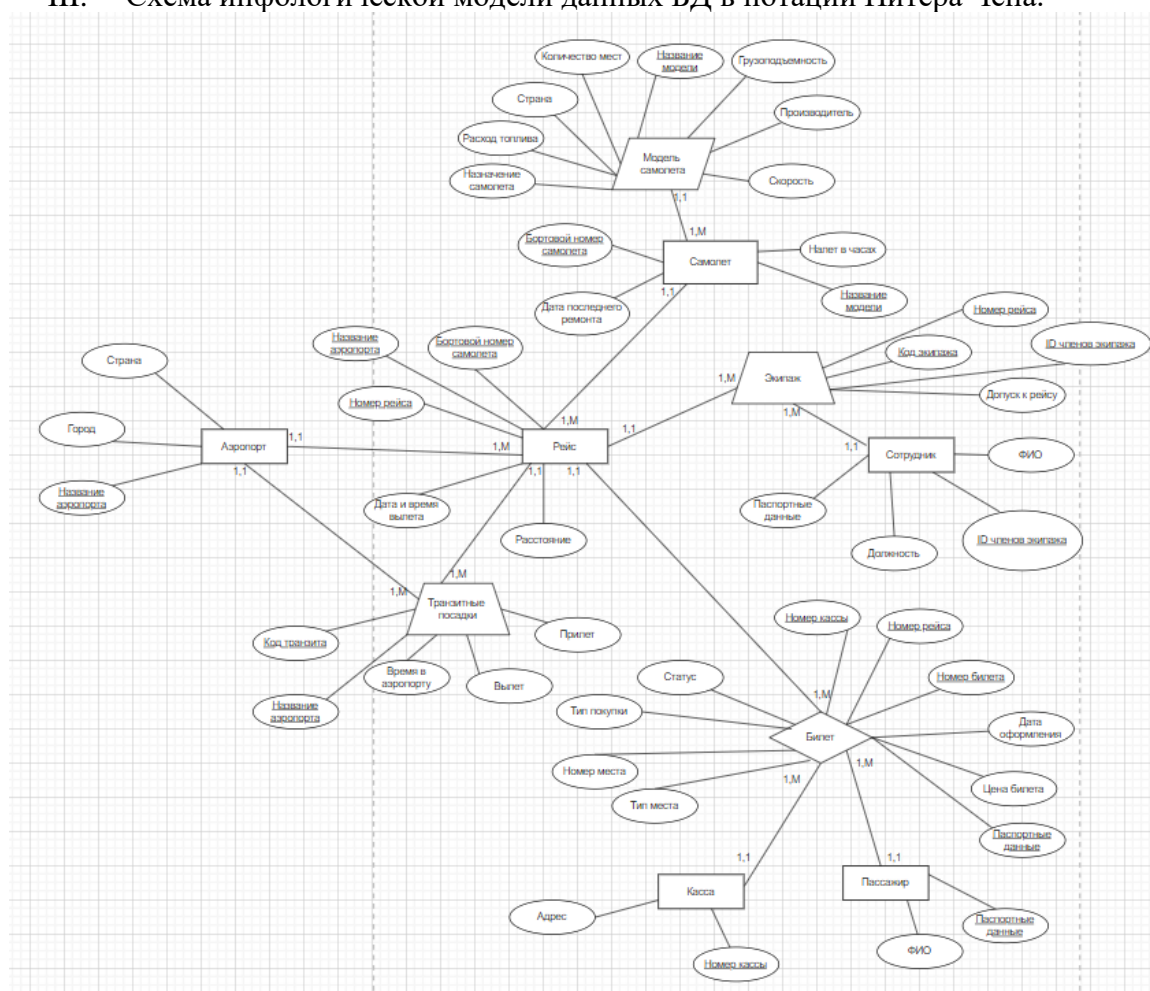 III. Схема инфологической модели данных БД в нотации Питера Чена.
Количество мест
Название
модели
Грузоподъемность
Страна
Производитель
Расход топлива
Модель
самолета
Назначение
самолета
Скорость
1,1
1,M
Бортовой номер
самолета
Самолет
Налет в часах
1,1
Дата последнего
ремонта
Название
модели
Номер рейса
Название
аэропорта
Бортовой номер
самолета
Код экипажа
ID членов экипажа
Страна
1,M
Экипаж
Допуск к рейсу
Номер рейса
1,M
Город
1,M
1,1
1,1
Аэропорт
1,M
Рейс
1,1
Сотрудник
ФИО
1,1
1,1
1,1
Название
аэропорта
Дата и время
вылета
Паспортные
данные
Расстояние
Должность
ID членов экипажа
1,M
1,M
Транзитные
посадки
Номер кассы
Номер рейса
Код транзита
Прилет
Время в
аэропорту
Вылет
Статус
Номер билета
1,M
Название
аэропорта
Тип покупки
Дата
оформления
Билет
Номер места
1,M
1,M
Цена билета
Тип места
Паспортные
данные
1,1
1,1
Касса
Пассажир
Адрес
Паспортные
данные
ФИО
Номер кассы